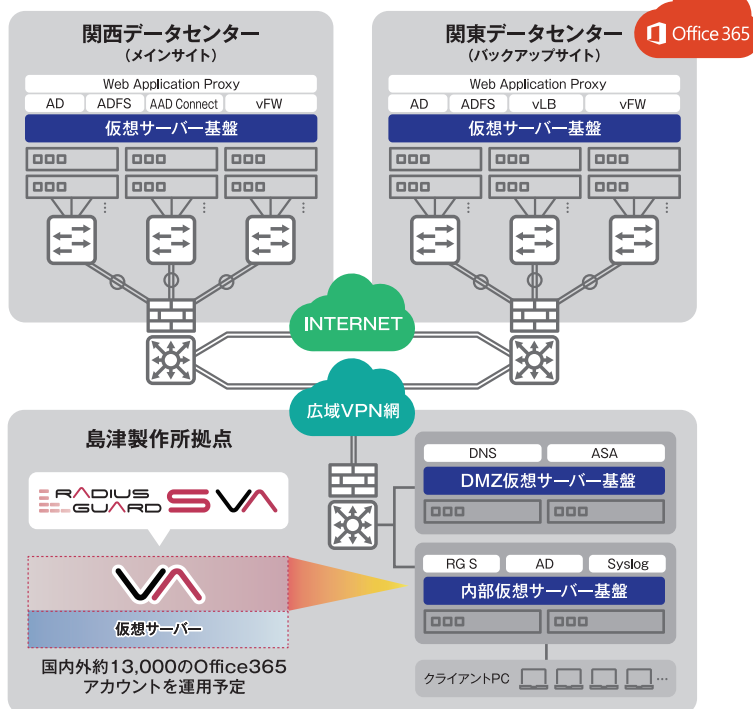 関西データセンター
(メインサイト)
Web Application Proxy
AD ADFS AAD Connect vFW
仮想サーバー基盤
関東データセンター
(バックアップサイト)
Office 365
Web Application Proxy
AD ADFS vLB vFW
仮想サーバー基盤
INTERNET
広域VPN網
島津製作所拠点
RADIUS GUARD S VA
VA
仮想サーバー
国内外約13,000のOffice365
アカウントを運用予定
DNS ASA
DMZ仮想サーバー基盤
RG S AD Syslog
内部仮想サーバー基盤
クライアントPC …